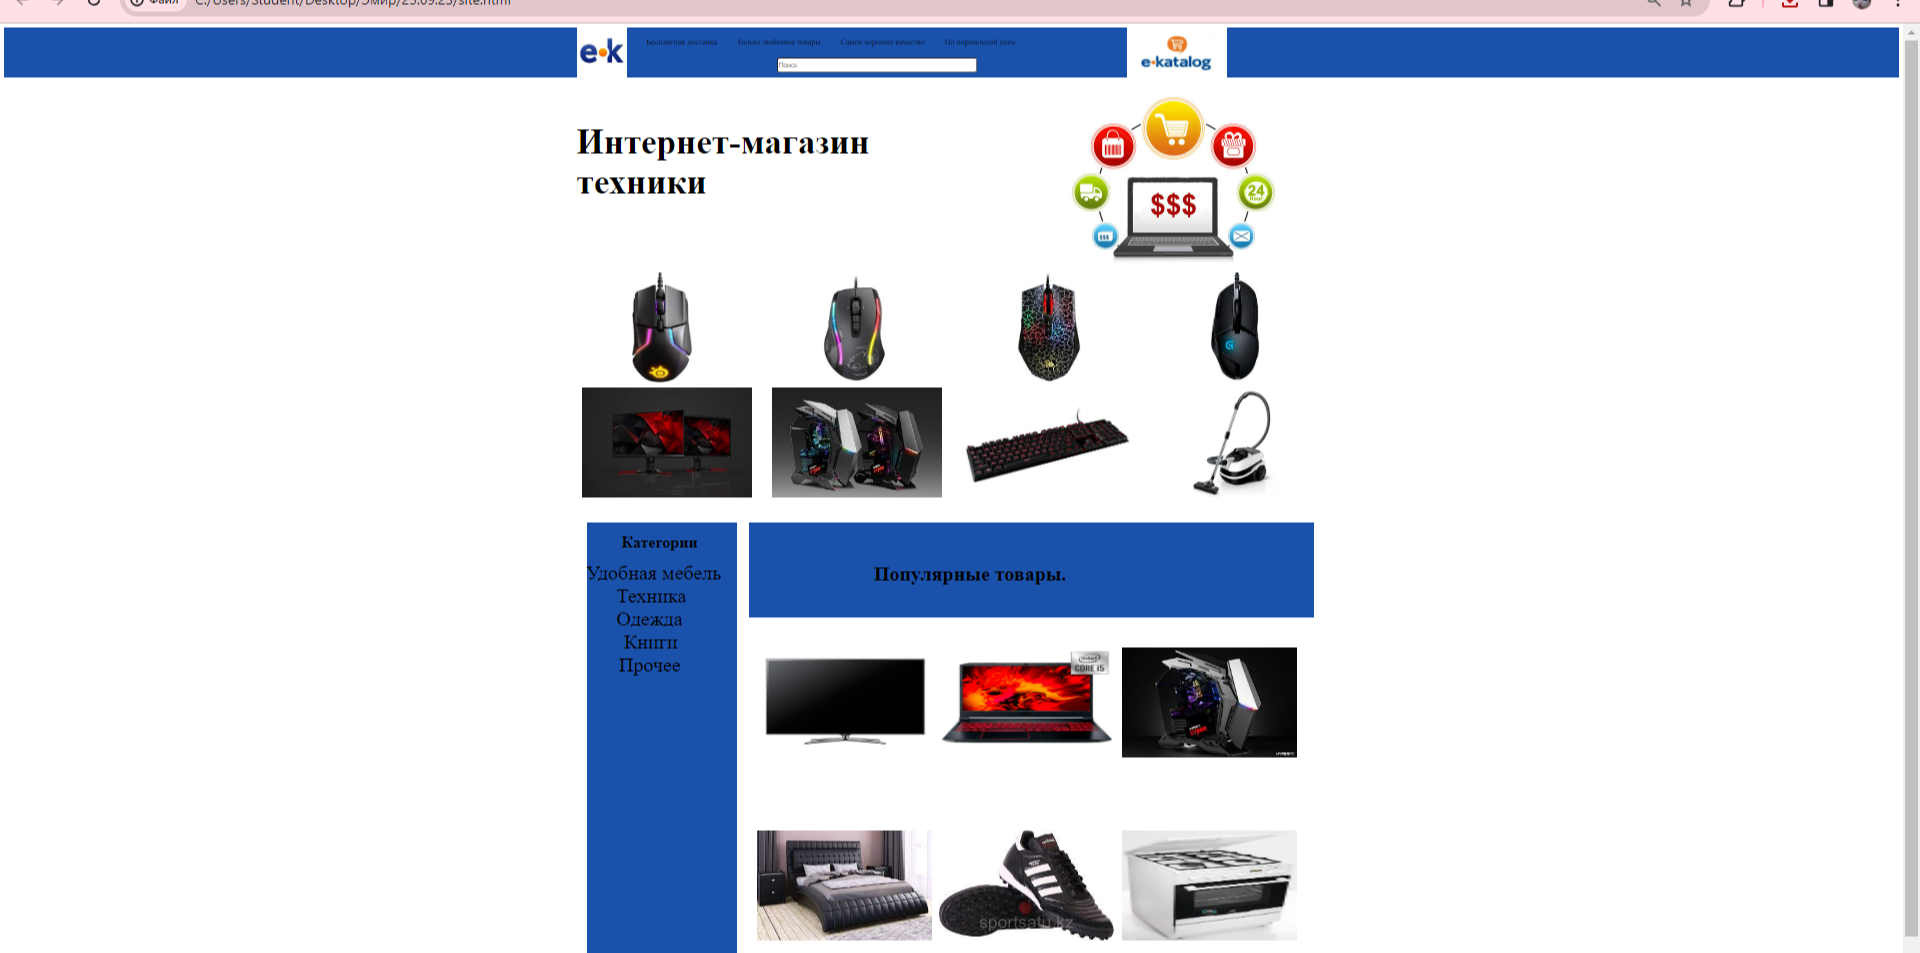 Файл C:/Users/Student/Desktop/Эмир/25.09.23/site.html
e•k
Бесплатная доставка Только любимые товары Самое хорошее качество По нормальной цене
Поиск
e-katalog
Интернет-магазин
техники
$$$
24
Hour
$$$
G
Категории
Удобная мебель
Техника
Одежда
Книги
Прочее
Популярные товары.
CORE i5
sportsatu.kz